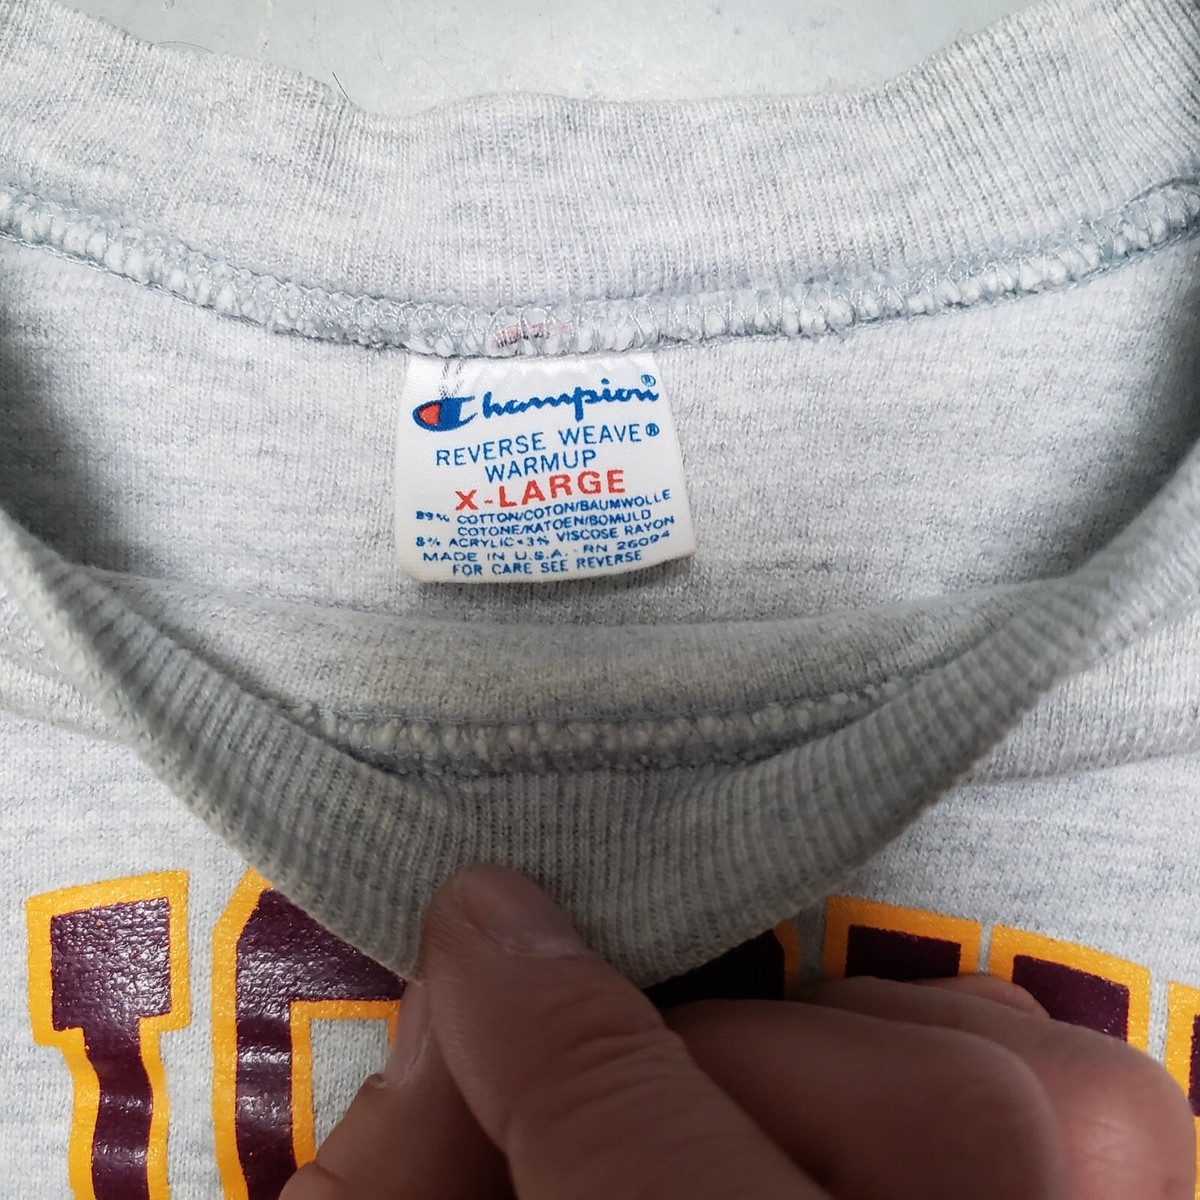 Champion®
REVERSE WEAVE®
WARMUP
X-LARGE
89% COTTON/COTON/BAUMWOLLE
COTONE/KATOEN/BOMULD
8% ACRYLIC•3% VISCOSE RAYON
MADE IN U.S.A. - RN 26094
FOR CARE SEE REVERSE